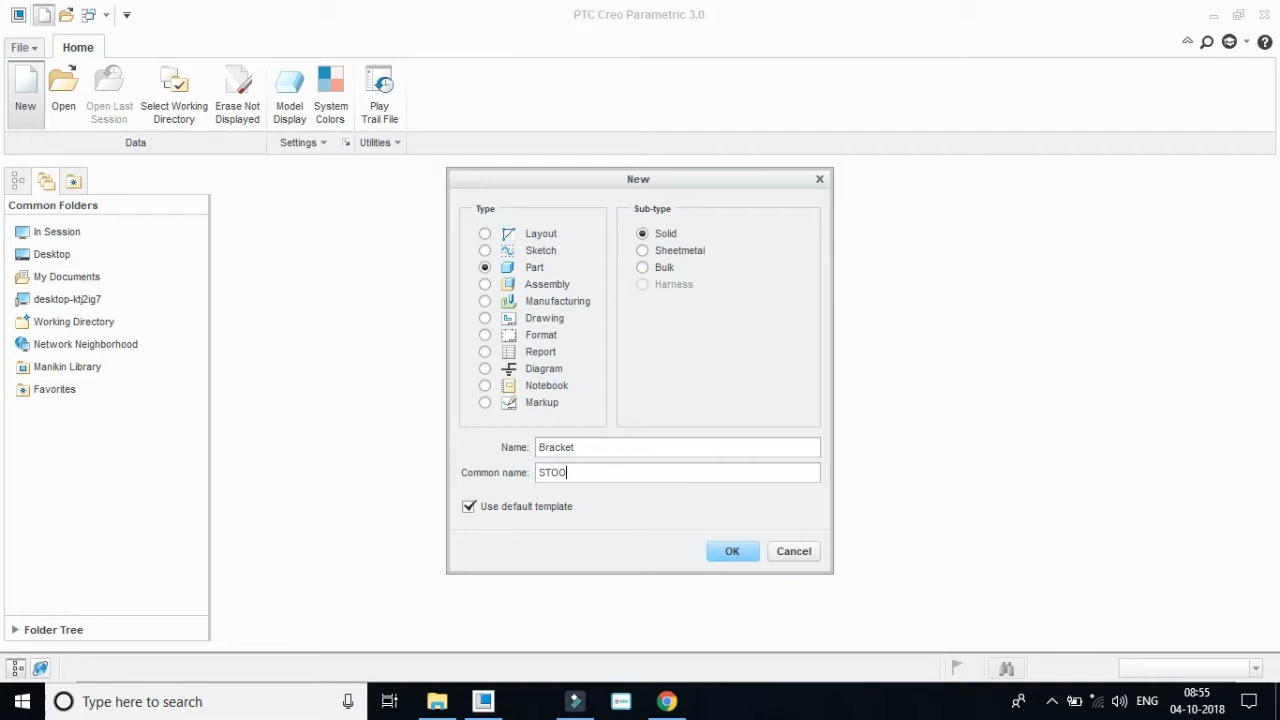 PTC Creo Parametric 3.0
File Home
New Open Open Last Session Select Working Directory Erase Not Displayed Model Display System Colors Play Trail File
Data Settings Utilities
New
Common Folders
Type Sub-type
In Session
Layout Solid
Desktop
Sketch Sheetmetal
My Documents
Part Bulk
Assembly Harness
desktop-ktj2ig7
Manufacturing
Working Directory
Drawing
Format
Network Neighborhood
Report
Manikin Library
Diagram
Favorites
Notebook
Markup
Name: Bracket
Common name: STOO
Use default template
OK Cancel
Folder Tree
Type here to search
ENG
08:55
04-10-2018